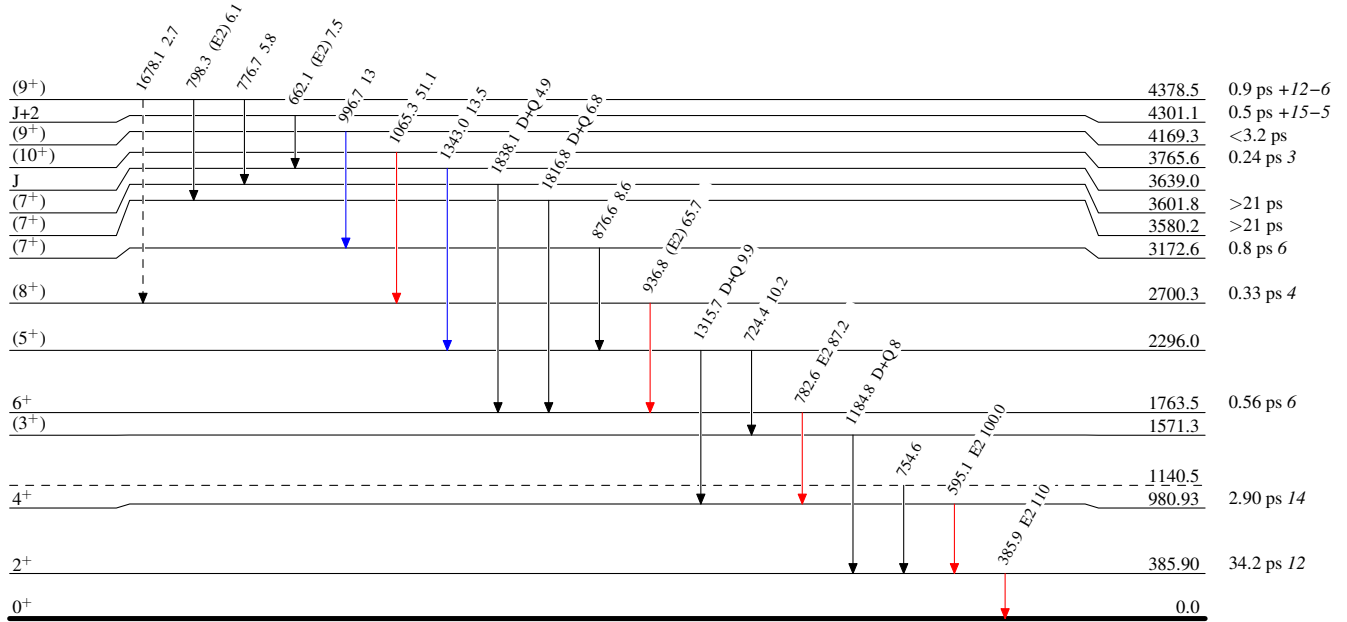 1678.1 2.7
798.3 (E2) 6.1
776.7 5.8
662.1 (E2) 7.5
996.7 13
1065.3 51.1
1343.0 13.5
1838.1 D+Q 4.9
1816.8 D+Q 6.8
876.6 8.6
936.8 (E2) 65.7
1315.7 D+Q 9.9
724.4 10.2
782.6 E2 87.2
1184.8 D+Q 8
754.6
595.1 E2 100.0
385.9 E2 110
(9⁺) 4378.5 0.9 ps +12−6
J+2 4301.1 0.5 ps +15−5
(9⁺) 4169.3 <3.2 ps
(10⁺) 3765.6 0.24 ps 3
J 3639.0
(7⁺) 3601.8 >21 ps
(7⁺) 3580.2 >21 ps
(7⁺) 3172.6 0.8 ps 6
(8⁺) 2700.3 0.33 ps 4
(5⁺) 2296.0
6⁺ 1763.5 0.56 ps 6
(3⁺) 1571.3
1140.5
4⁺ 980.93 2.90 ps 14
2⁺ 385.90 34.2 ps 12
0⁺ 0.0